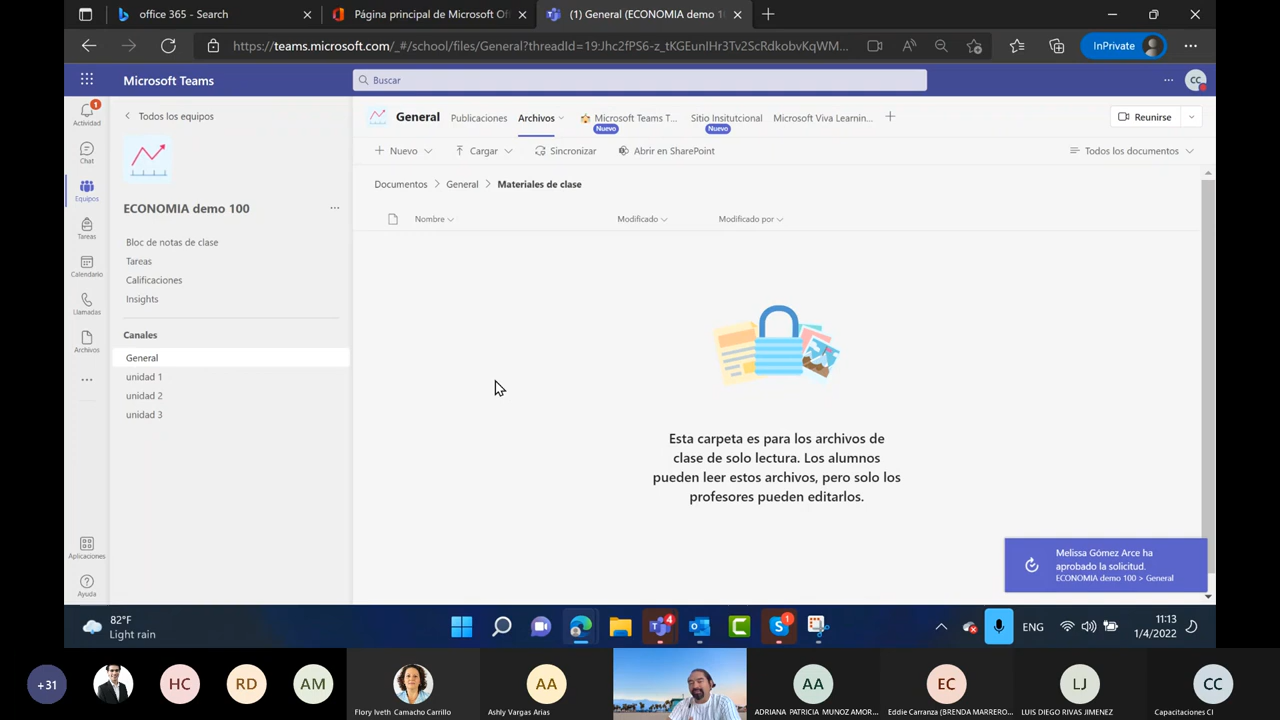 office 365 - Search
Página principal de Microsoft Off
(1) General (ECONOMIA demo 1
https://teams.microsoft.com/_#/school/files/General?threadId=19:Jhc2fPS6-z_tKGEunIHr3Tv2ScRdkobvKqWM...
InPrivate
Microsoft Teams
Buscar
CC
1
Actividad
Chat
Equipos
Tareas
Calendario
Llamadas
Archivos
Aplicaciones
Ayuda
Todos los equipos
ECONOMIA demo 100
Bloc de notas de clase
Tareas
Calificaciones
Insights
Canales
General
unidad 1
unidad 2
unidad 3
General
Publicaciones
Archivos
Microsoft Teams T...
Nuevo
Sitio Insitutcional
Nuevo
Microsoft Viva Learnin...
Reunirse
Nuevo
Cargar
Sincronizar
Abrir en SharePoint
Todos los documentos
Documentos > General > Materiales de clase
Nombre
Modificado
Modificado por
Esta carpeta es para los archivos de
clase de solo lectura. Los alumnos
pueden leer estos archivos, pero solo los
profesores pueden editarlos.
Melissa Gómez Arce ha
aprobado la solicitud.
ECONOMIA demo 100 > General
82°F
Light rain
4
1
ENG
11:13
1/4/2022
+31
HC
RD
AM
Flory Iveth Camacho Carrillo
AA
Ashly Vargas Arias
AA
ADRIANA PATRICIA MUNOZ AMOR...
EC
Eddie Carranza (BRENDA MARRERO...
LJ
LUIS DIEGO RIVAS JIMENEZ
CC
Capacitaciones CI